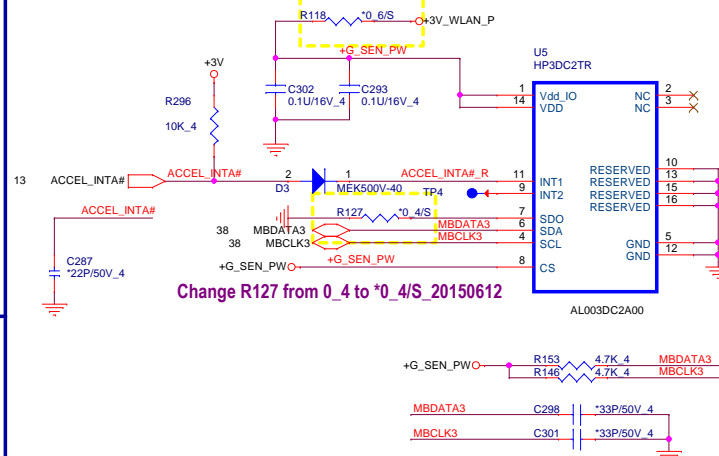 R118
*0_6/S
+3V_WLAN_P
+G_SEN_PW
+3V
U5
HP3DC2TR
C302
0.1U/16V_4
C293
0.1U/16V_4
R296
10K_4
1
14
Vdd_IO
VDD
NC
NC
2
3
13
ACCEL_INTA#
ACCEL_INTA#
2
1
D3
MEK500V-40
ACCEL_INTA#_R
TP4
11
9
INT1
INT2
RESERVED
RESERVED
RESERVED
RESERVED
10
13
15
16
ACCEL_INTA#
R127
*0_4/S
38
MBDATA3
MBDATA3
38
MBCLK3
MBCLK3
7
6
4
SDO
SDA
SCL
GND
GND
5
12
C287
*22P/50V_4
+G_SEN_PW
+G_SEN_PW
8
CS
Change R127 from 0_4 to *0_4/S_20150612
AL003DC2A00
+G_SEN_PW
R153
4.7K_4
MBDATA3
R146
4.7K_4
MBCLK3
MBDATA3
C298
*33P/50V_4
MBCLK3
C301
*33P/50V_4